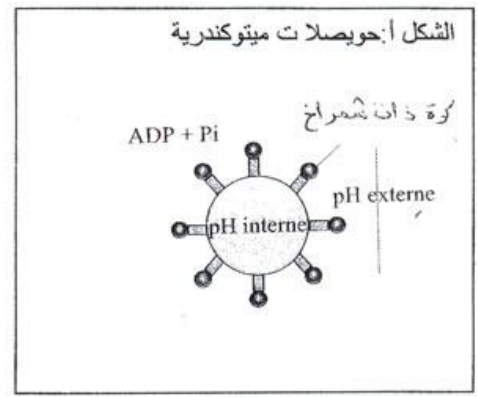 الشكل أ:حويصلا ت ميتوكندرية
كرة ذات شمراخ
ADP + Pi
pH externe
pH interne